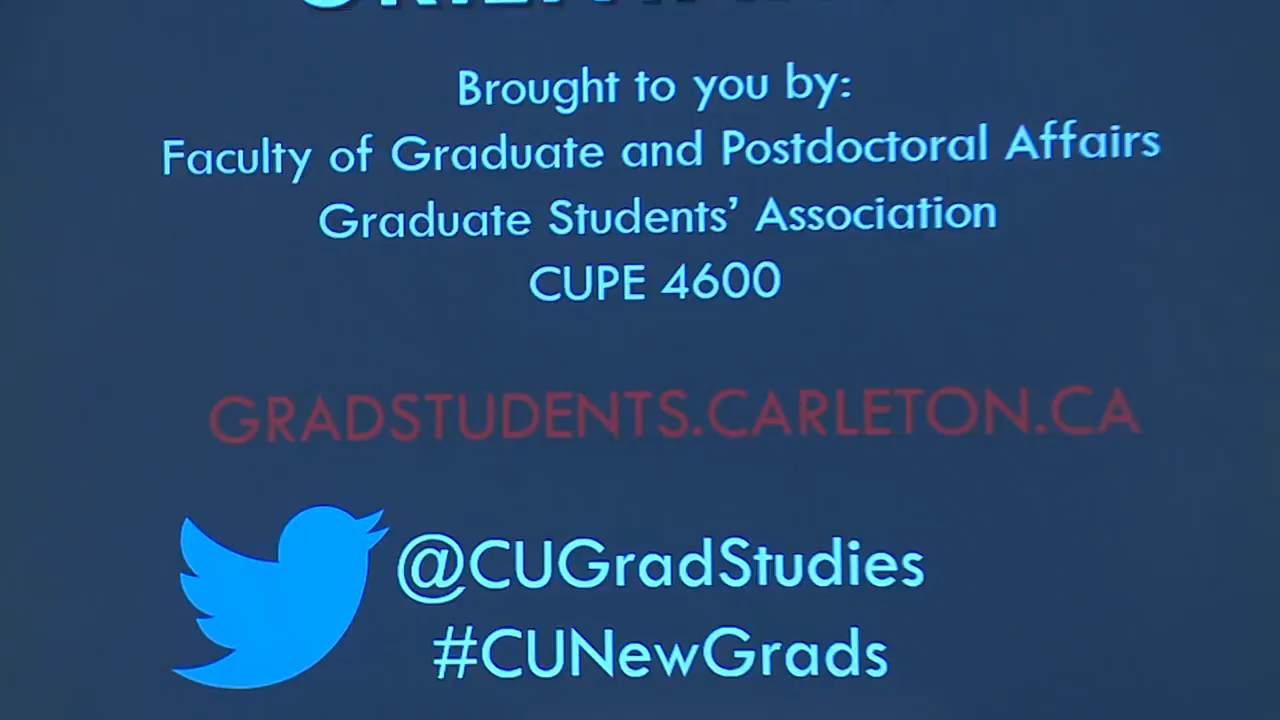 Brought to you by:
Faculty of Graduate and Postdoctoral Affairs
Graduate Students’ Association
CUPE 4600
GRADSTUDENTS.CARLETON.CA
@CUGradStudies
#CUNewGrads